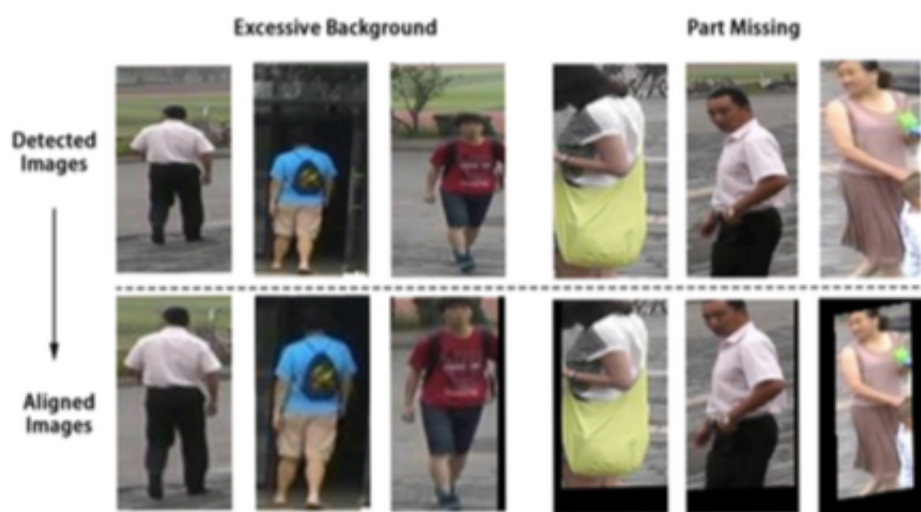 Excessive Background
Part Missing
Detected
Images
Aligned
Images